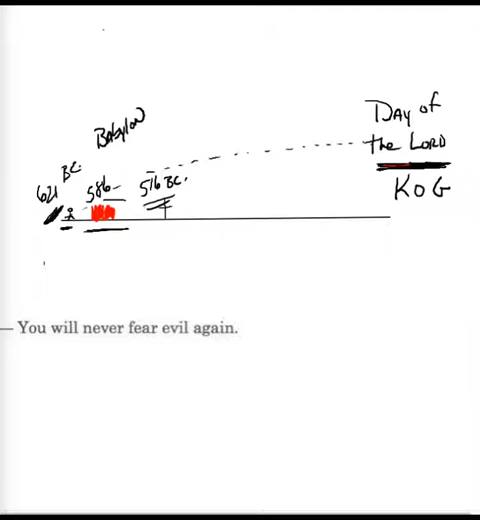 Babylon
621 BC.
586-
516 BC.
DAY of
the LORD
KOG
— You will never fear evil again.